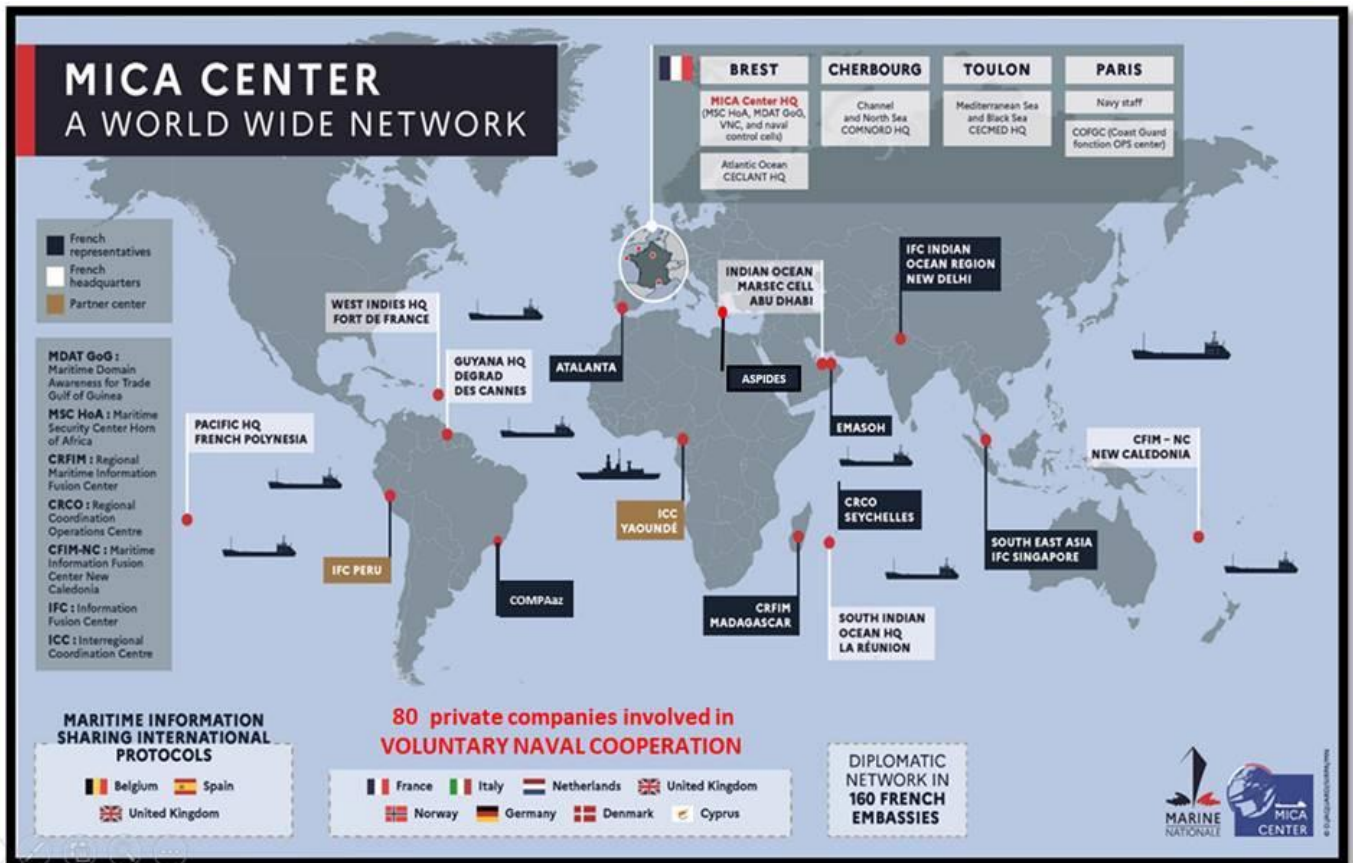 MICA CENTER
A WORLD WIDE NETWORK
BREST
MICA Center HQ
(MSC HoA, MDAT GoG,
VNC, and naval
control cells)
Atlantic Ocean
CECLANT HQ
CHERBOURG
Channel
and North Sea
COMNORD HQ
TOULON
Mediterranean Sea
and Black Sea
CECMED HQ
PARIS
Navy staff
COFGC (Coast Guard
fonction OPS center)
French
representatives
French
headquarters
Partner center
MDAT GoG :
Maritime Domain
Awareness for Trade
Gulf of Guinea
MSC HoA : Maritime
Security Center Horn
of Africa
CRFIM : Regional
Maritime Information
Fusion Center
CRCO : Regional
Coordination
Operations Centre
CFIM-NC : Maritime
Information Fusion
Center New
Caledonia
IFC : Information
Fusion Center
ICC : Interregional
Coordination Centre
WEST INDIES HQ
FORT DE FRANCE
GUYANA HQ
DEGRAD
DES CANNES
PACIFIC HQ
FRENCH POLYNESIA
ATALANTA
INDIAN OCEAN
MARSEC CELL
ABU DHABI
IFC INDIAN
OCEAN REGION
NEW DELHI
ASPIDES
EMASOH
CFIM – NC
NEW CALEDONIA
ICC
YAOUNDÉ
CRCO
SEYCHELLES
SOUTH EAST ASIA
IFC SINGAPORE
IFC PERU
COMPAaz
CRFIM
MADAGASCAR
SOUTH INDIAN
OCEAN HQ
LA RÉUNION
MARITIME INFORMATION
SHARING INTERNATIONAL
PROTOCOLS
Belgium Spain
United Kingdom
80 private companies involved in
VOLUNTARY NAVAL COOPERATION
France Italy Netherlands United Kingdom
Norway Germany Denmark Cyprus
DIPLOMATIC
NETWORK IN
160 FRENCH
EMBASSIES
MARINE
NATIONALE
MICA
CENTER